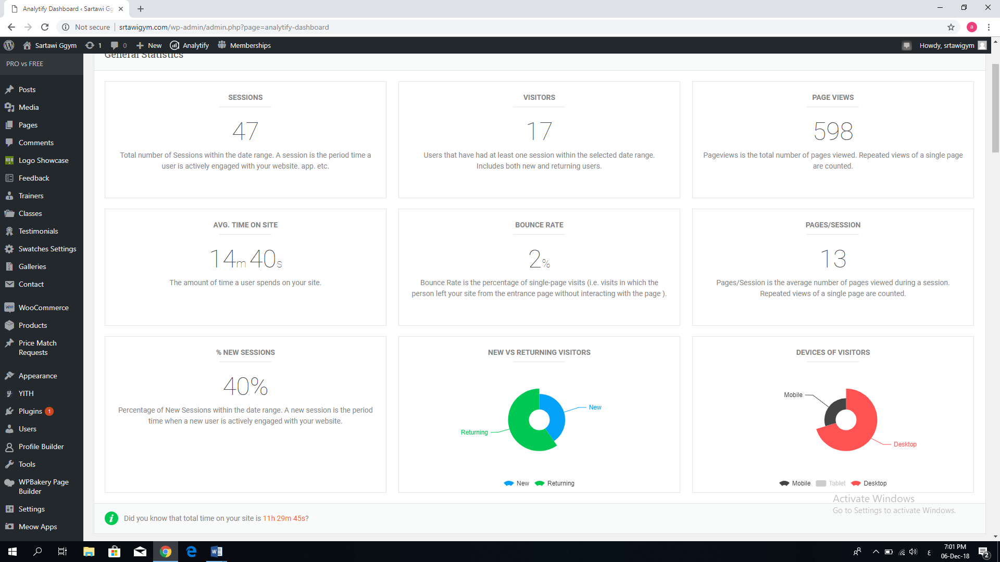 Analytify Dashboard ‹ Sartawi Gg
Not secure
srtawigym.com/wp-admin/admin.php?page=analytify-dashboard
a
Sartawi Ggym
1
0
New
Analytify
Memberships
Howdy, srtawigym
PRO vs FREE
Posts
Media
Pages
Comments
Logo Showcase
Feedback
Trainers
Classes
Testimonials
Swatches Settings
Galleries
Contact
WooCommerce
Products
Price Match
Requests
Appearance
YITH
Plugins 1
Users
Profile Builder
Tools
WPBakery Page
Builder
Settings
Meow Apps
General Statistics
SESSIONS
47
Total number of Sessions within the date range. A session is the period time a
user is actively engaged with your website. app. etc.
VISITORS
17
Users that have had at least one session within the selected date range.
Includes both new and returning users.
PAGE VIEWS
598
Pageviews is the total number of pages viewed. Repeated views of a single page
are counted.
AVG. TIME ON SITE
14m 40s
The amount of time a user spends on your site.
BOUNCE RATE
2%
Bounce Rate is the percentage of single-page visits (i.e. visits in which the
person left your site from the entrance page without interacting with the page ).
PAGES/SESSION
13
Pages/Session is the average number of pages viewed during a session.
Repeated views of a single page are counted.
% NEW SESSIONS
40%
Percentage of New Sessions within the date range. A new session is the period
time when a new user is actively engaged with your website.
NEW VS RETURNING VISITORS
New
Returning
New Returning
DEVICES OF VISITORS
Mobile
Desktop
Mobile Tablet Desktop
Did you know that total time on your site is 11h 29m 45s?
Activate Windows
Go to Settings to activate Windows.
ع
7:01 PM
06-Dec-18
2